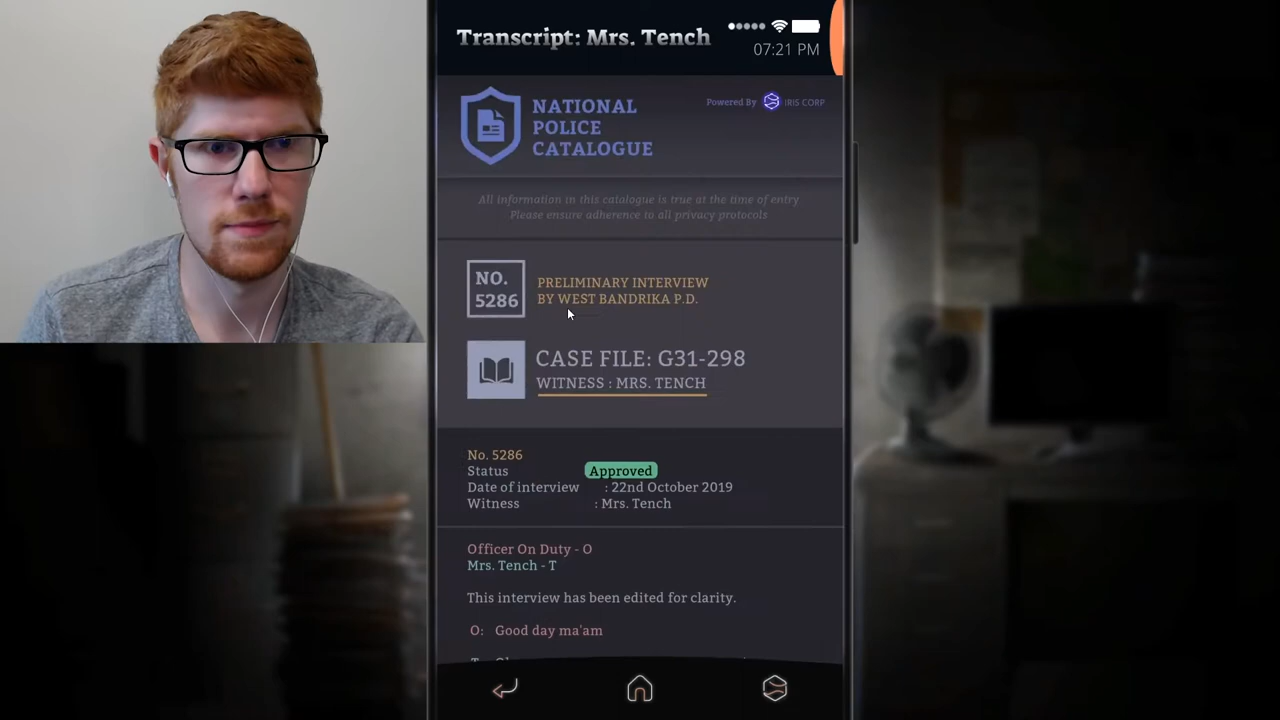 Transcript: Mrs. Tench
07:21 PM
NATIONAL
POLICE
CATALOGUE
Powered By IRIS CORP
All information in this catalogue is true at the time of entry
Please ensure adherence to all privacy protocols
NO.
5286
PRELIMINARY INTERVIEW
BY WEST BANDRIKA P.D.
CASE FILE: G31-298
WITNESS : MRS. TENCH
No. 5286
Status Approved
Date of interview : 22nd October 2019
Witness : Mrs. Tench
Officer On Duty - O
Mrs. Tench - T
This interview has been edited for clarity.
O: Good day ma'am